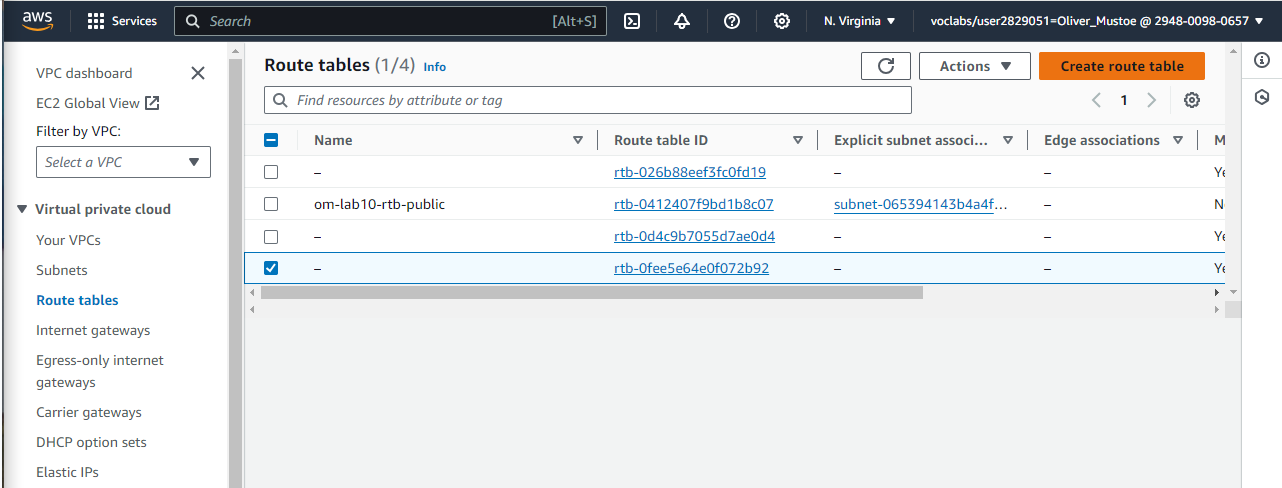 aws Services Search [Alt+S] N. Virginia voclabs/user2829051=Oliver_Mustoe @ 2948-0098-0657
VPC dashboard
EC2 Global View
Filter by VPC:
Select a VPC
Virtual private cloud
Your VPCs
Subnets
Route tables
Internet gateways
Egress-only internet
gateways
Carrier gateways
DHCP option sets
Elastic IPs
Route tables (1/4) Info Actions Create route table
Find resources by attribute or tag 1
Name Route table ID Explicit subnet associ... Edge associations M
– rtb-026b88eef3fc0fd19 – – Ye
om-lab10-rtb-public rtb-0412407f9bd1b8c07 subnet-065394143b4a4f... – No
– rtb-0d4c9b7055d7ae0d4 – – Ye
– rtb-0fee5e64e0f072b92 – – Ye